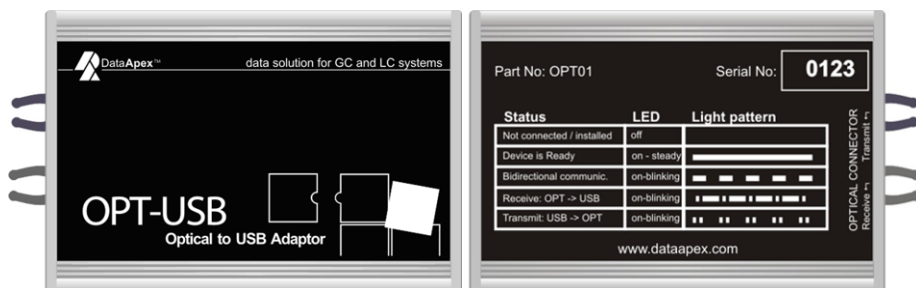 DataApex™ data solution for GC and LC systems
OPT-USB
Optical to USB Adaptor
Part No: OPT01 Serial No: 0123
Status LED Light pattern
Not connected / installed off
Device is Ready on - steady
Bidirectional communic. on-blinking
Receive: OPT -> USB on-blinking
Transmit: USB -> OPT on-blinking
www.dataapex.com
OPTICAL CONNECTOR
Receive ↰ Transmit ↰